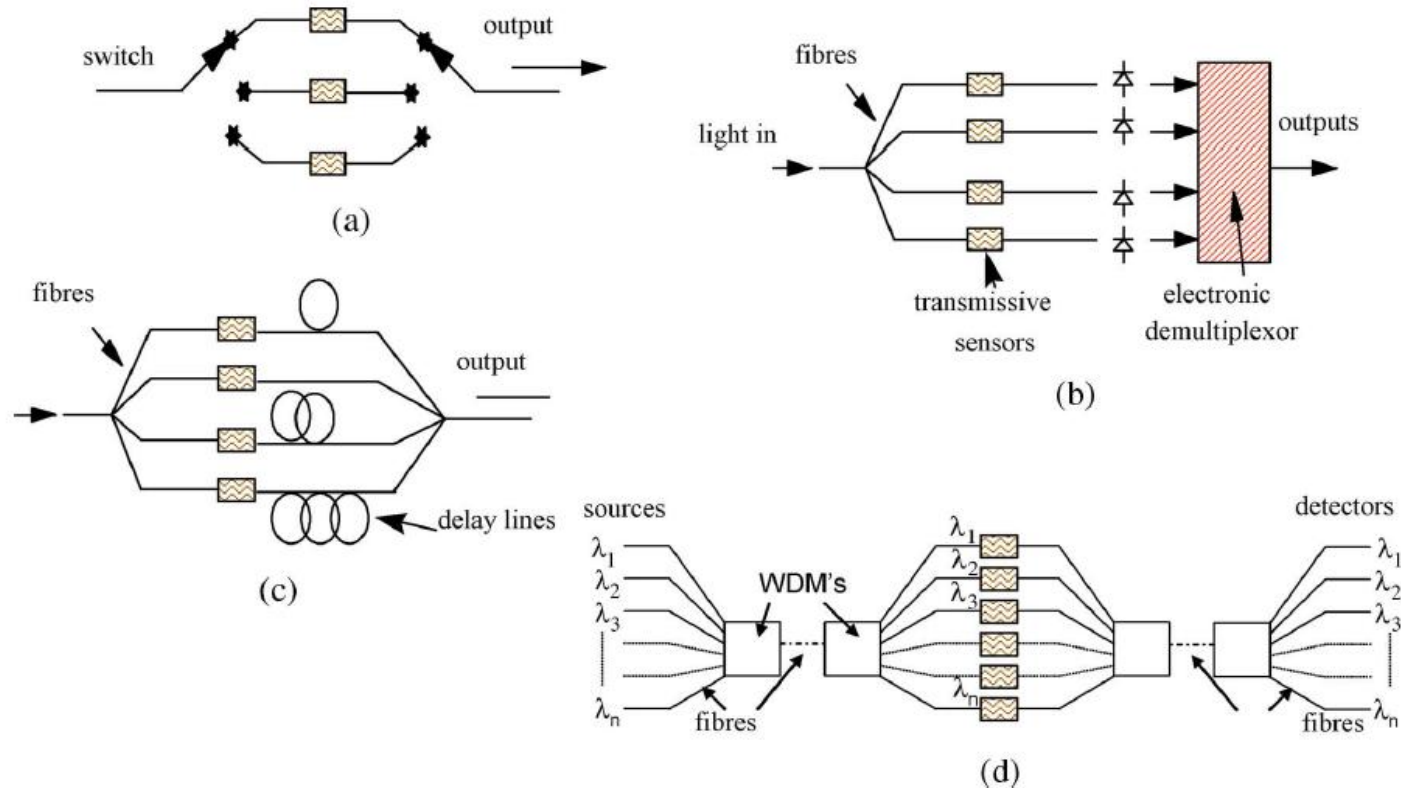 switch
output
(a)
fibres
light in
outputs
transmissive
sensors
electronic
demultiplexor
(b)
fibres
output
delay lines
(c)
sources
detectors
λ1
λ2
λ3
λn
WDM's
fibres
λ1
λ2
λ3
λn
λ1
λ2
λ3
λn
fibres
(d)